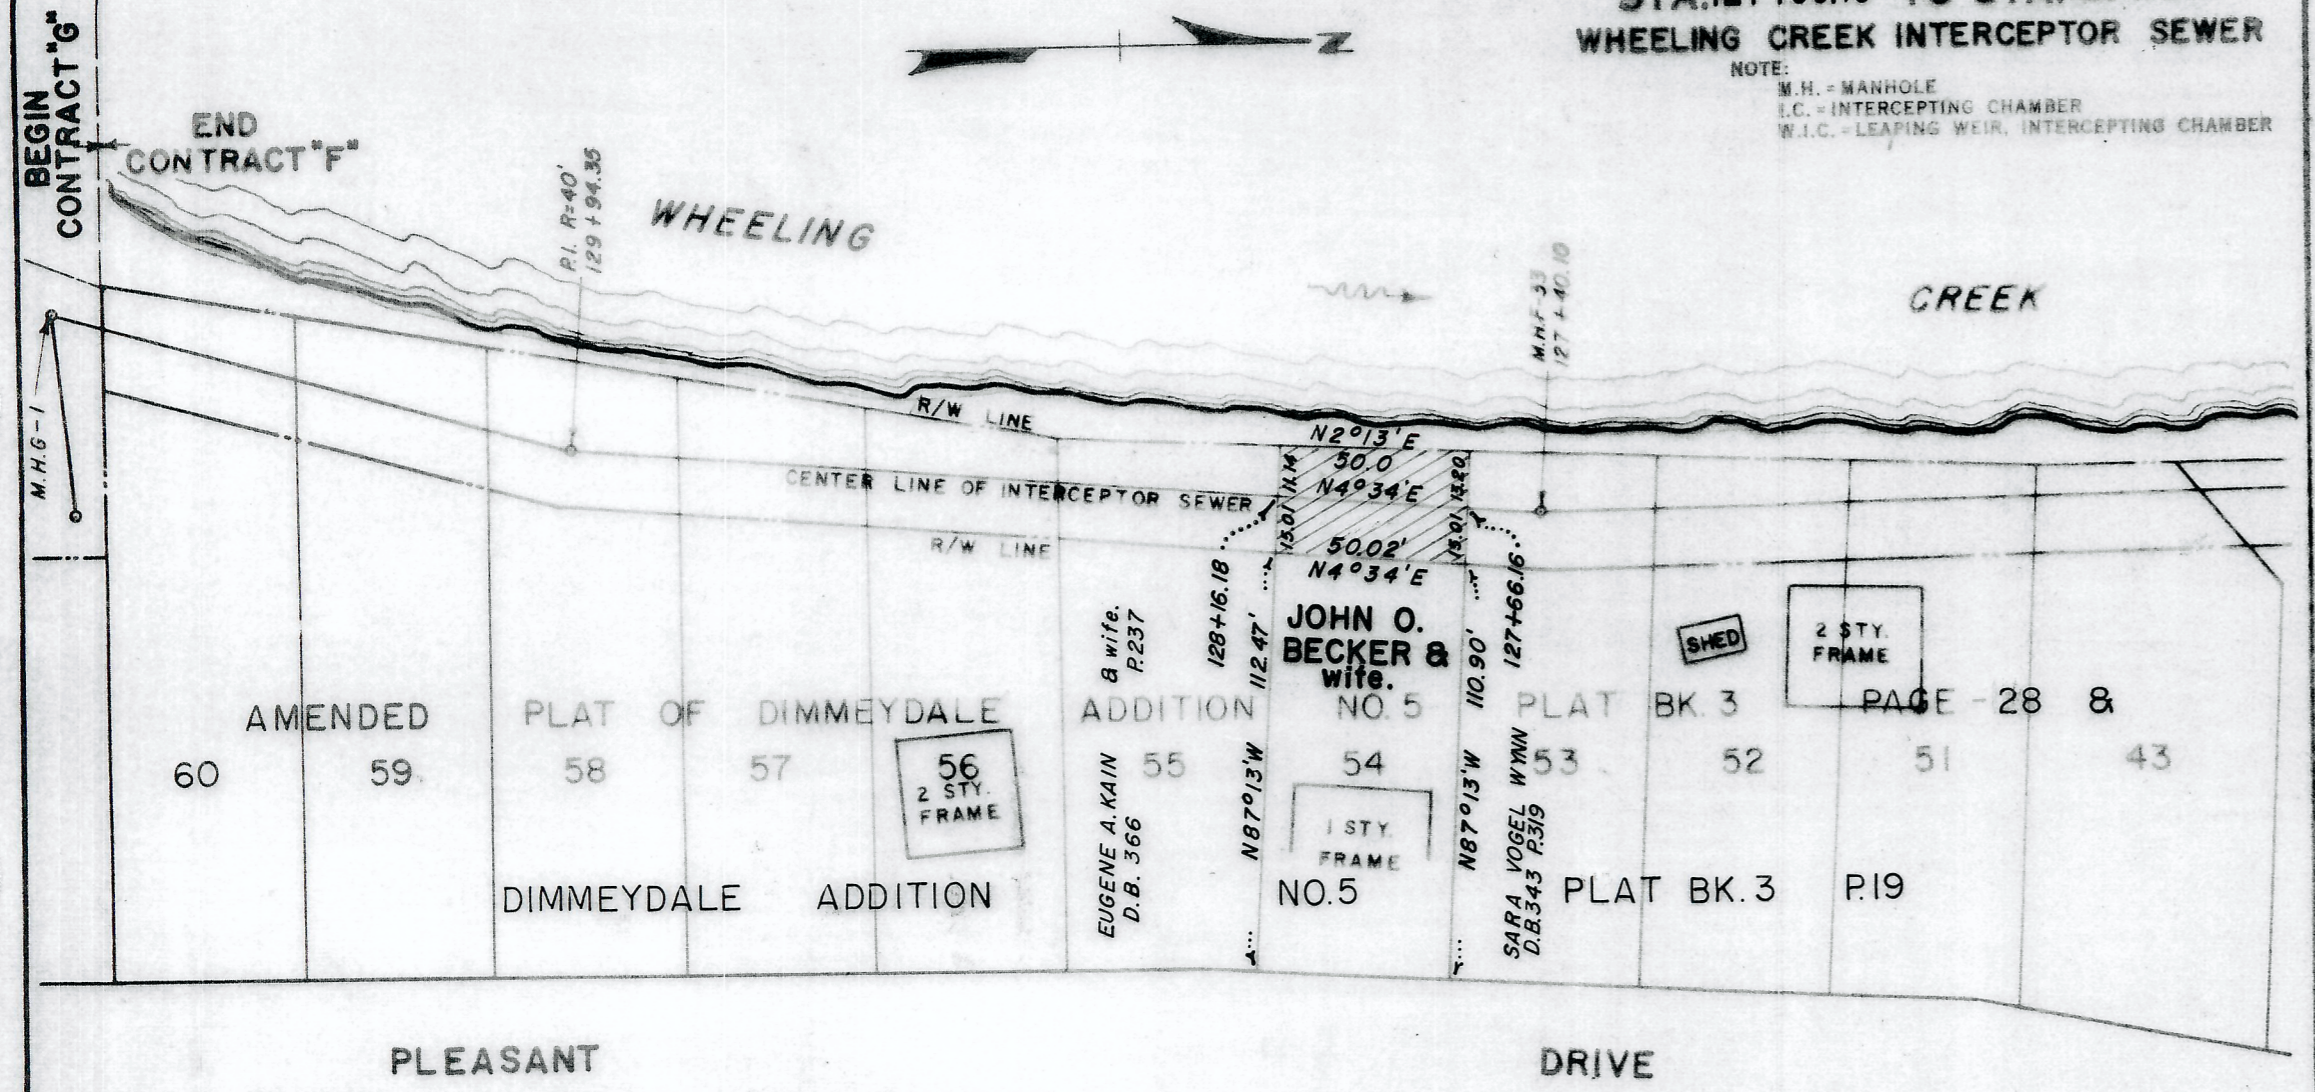 BEGIN
CONTRACT "G"
END
CONTRACT "F"
Z
WHEELING CREEK INTERCEPTOR SEWER
NOTE:
M.H. = MANHOLE
I.C. = INTERCEPTING CHAMBER
W.I.C. = LEAPING WEIR, INTERCEPTING CHAMBER
P.I. R=40'
129 + 94.35
WHEELING
CREEK
M.H.F-33
127 + 40.10
M.H.G-1
R/W LINE
N2°13'E
50.0
11.14
13.20
CENTER LINE OF INTERCEPTOR SEWER
N4°34'E
15.01
15.01
R/W LINE
50.02'
N4°34'E
128+16.18
127+66.16
112.47'
110.90'
JOHN O.
BECKER &
wife.
SHED
2 STY.
FRAME
AMENDED PLAT OF DIMMEYDALE ADDITION NO. 5 PLAT BK. 3 PAGE - 28 &
60 59 58 57 56 55 54 53 52 51 43
2 STY.
FRAME
EUGENE A. KAIN & wife.
D.B. 366 P.237
N87°13'W
N87°13'W
1 STY
FRAME
SARA VOGEL WYNN
D.B.343 P.319
DIMMEYDALE ADDITION NO.5 PLAT BK. 3 P.19
PLEASANT DRIVE